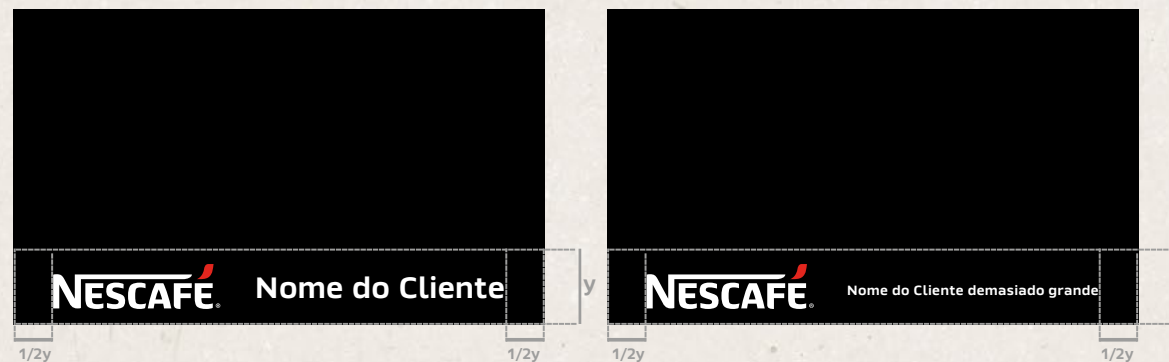 NESCAFÉ®
Nome do Cliente
y
NESCAFÉ®
Nome do Cliente demasiado grande
1/2y
1/2y
1/2y
1/2y